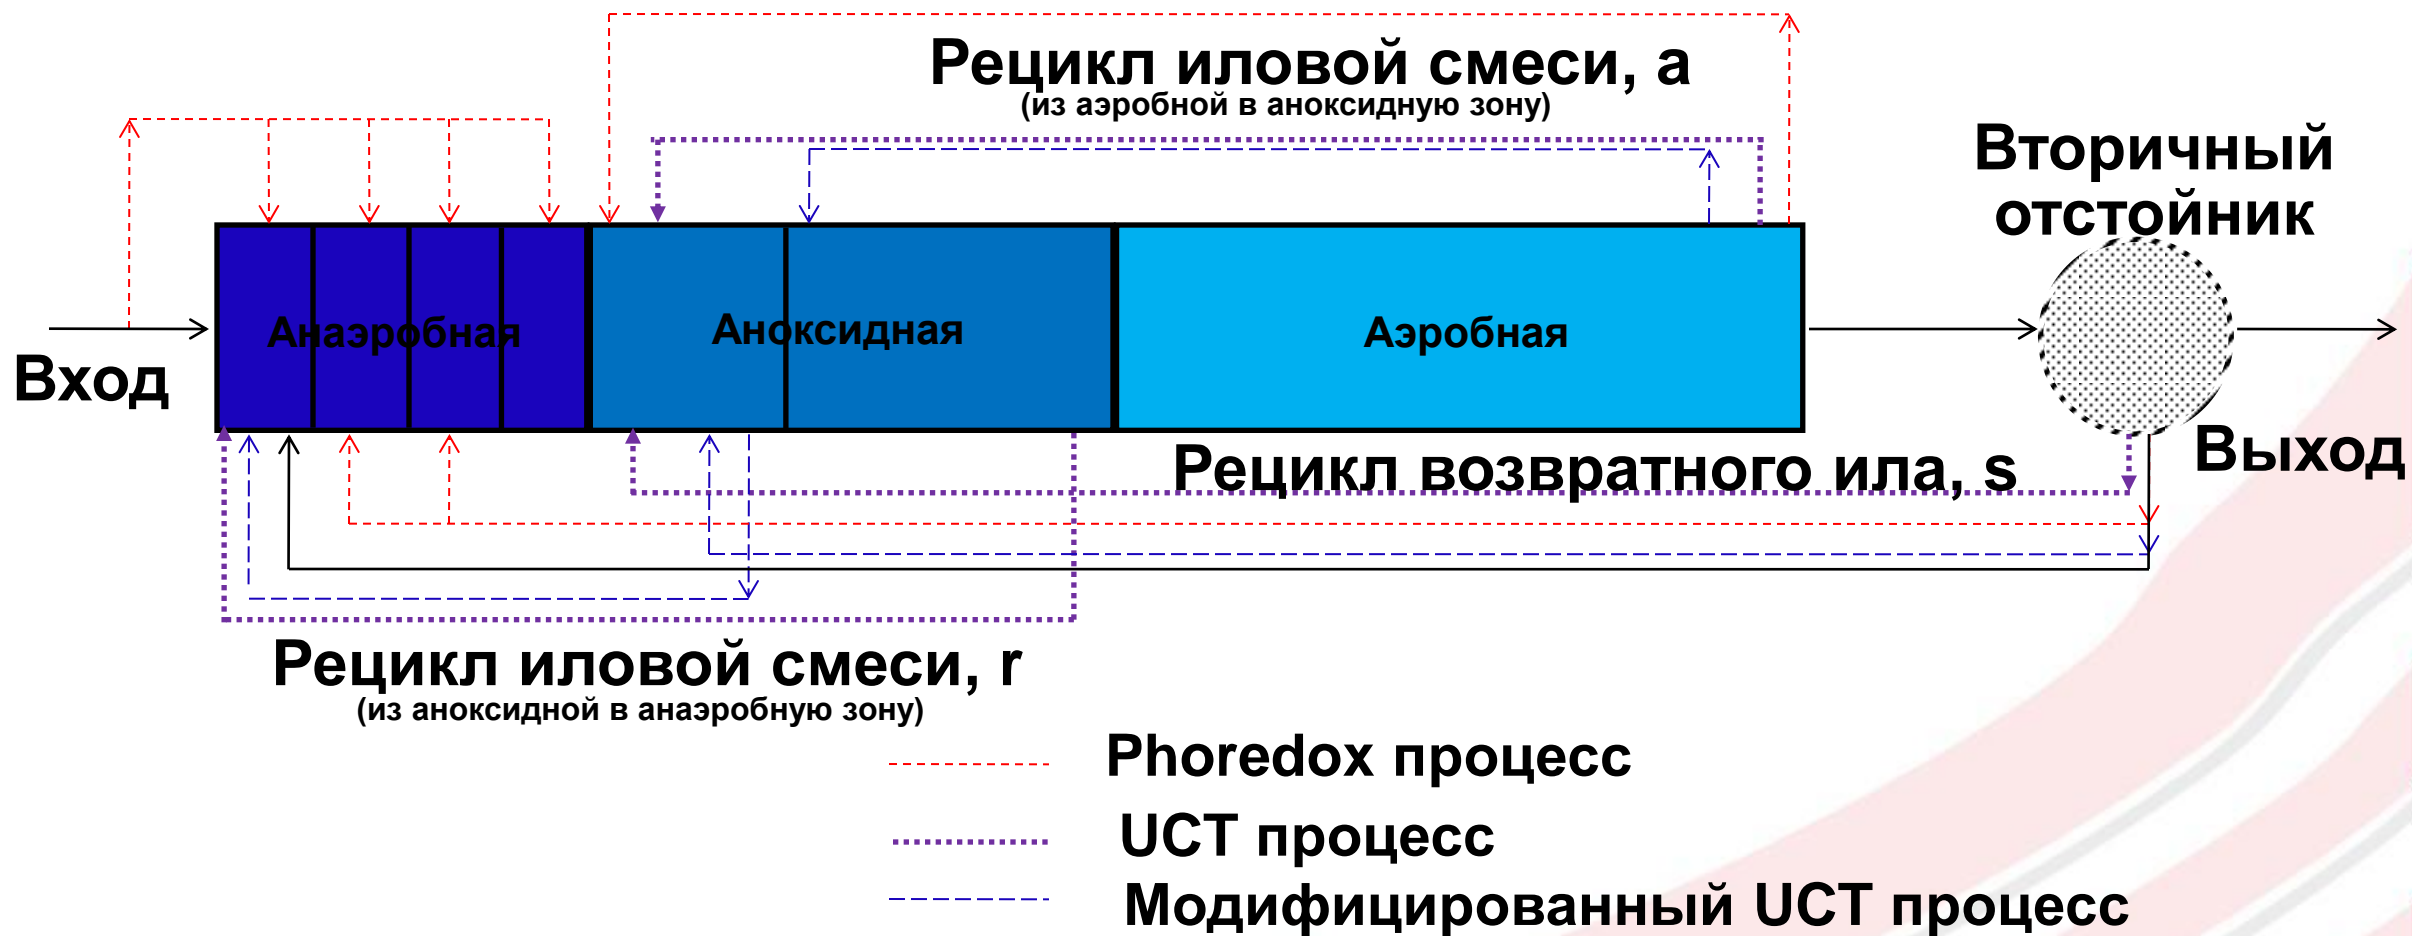 Рецикл иловой смеси, а
(из аэробной в аноксидную зону)
Вторичный
отстойник
Анаэробная
Аноксидная
Аэробная
Вход
Выход
Рецикл возвратного ила, s
Рецикл иловой смеси, r
(из аноксидной в анаэробную зону)
Phoredox процесс
UCT процесс
Модифицированный UCT процесс